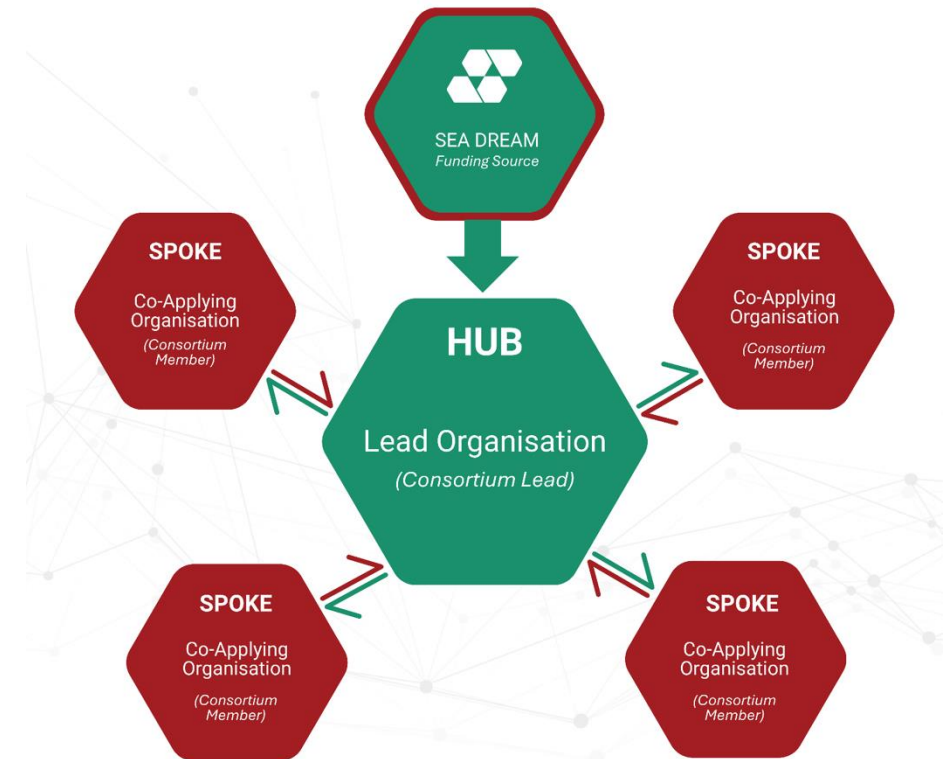 SEA DREAM
Funding Source
SPOKE
Co-Applying
Organisation
(Consortium
Member)
SPOKE
Co-Applying
Organisation
(Consortium
Member)
HUB
Lead Organisation
(Consortium Lead)
SPOKE
Co-Applying
Organisation
(Consortium
Member)
SPOKE
Co-Applying
Organisation
(Consortium
Member)